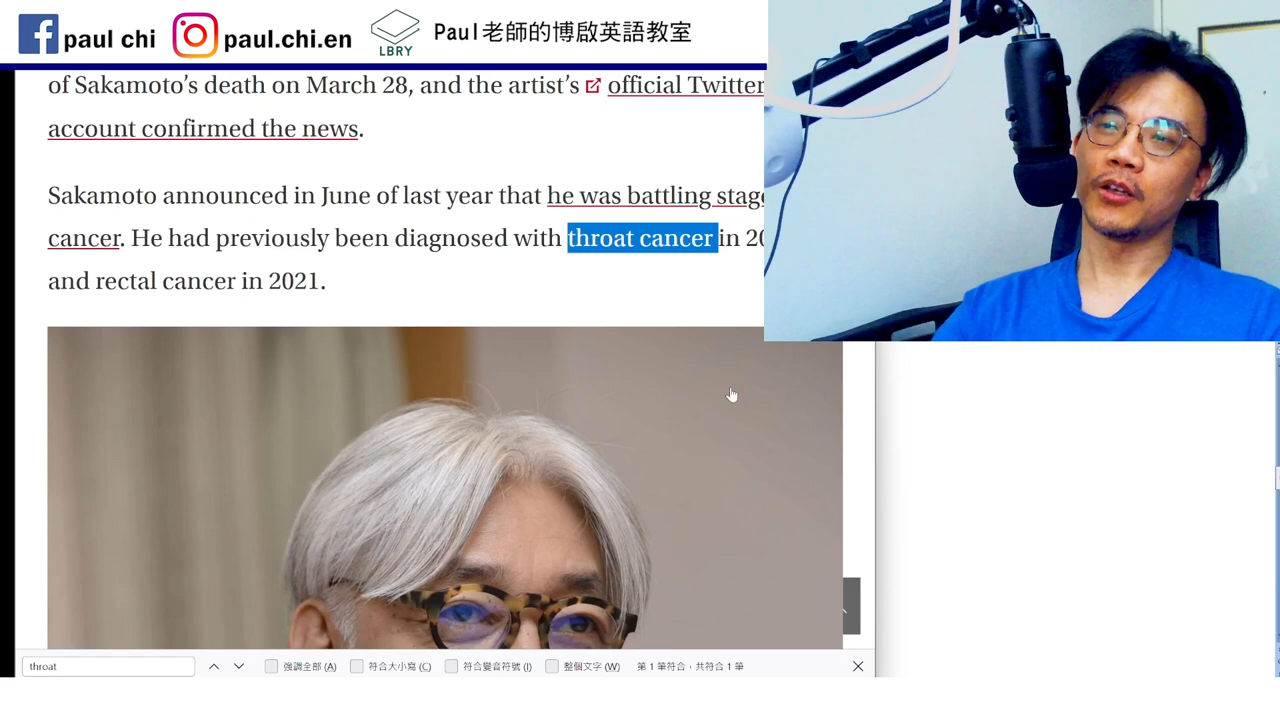 paul chi
paul.chi.en
LBRY
Paul老師的博啟英語教室
of Sakamoto’s death on March 28, and the artist’s official Twitter
account confirmed the news.
Sakamoto announced in June of last year that he was battling stage
cancer. He had previously been diagnosed with throat cancer in 20
and rectal cancer in 2021.
throat
強調全部 (A)
符合大小寫 (C)
符合變音符號 (I)
整個文字 (W)
第 1 筆符合，共符合 1 筆